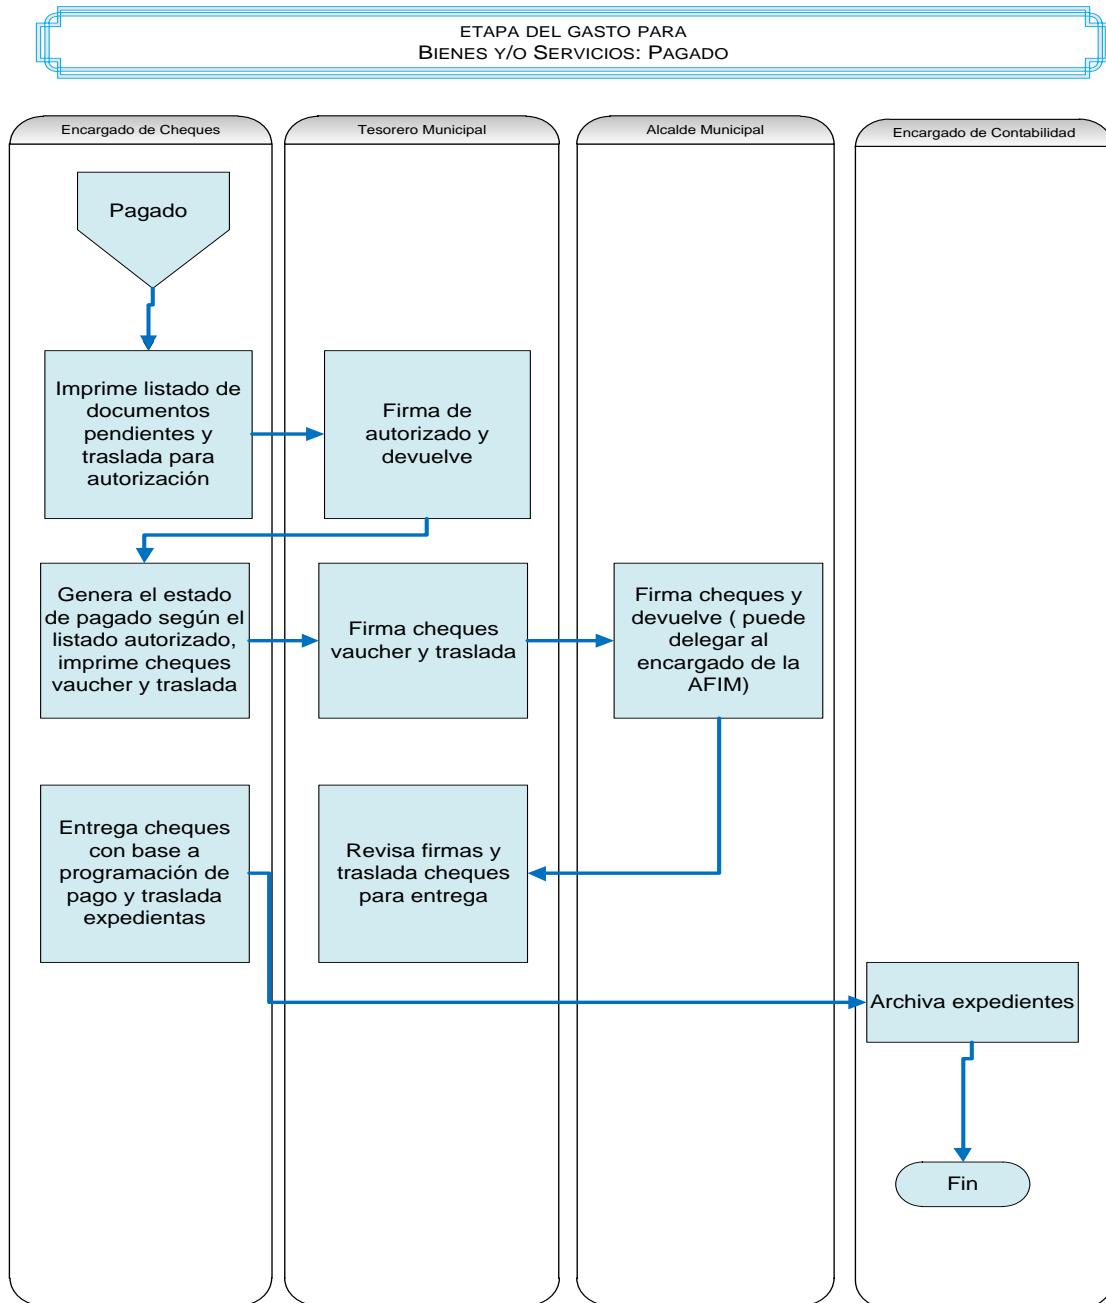 ETAPA DEL GASTO PARA
BIENES Y/O SERVICIOS: PAGADO
Encargado de Cheques
Tesorero Municipal
Alcalde Municipal
Encargado de Contabilidad
Pagado
Imprime listado de
documentos
pendientes y
traslada para
autorización
Firma de
autorizado y
devuelve
Genera el estado
de pagado según el
listado autorizado,
imprime cheques
vaucher y traslada
Firma cheques
vaucher y traslada
Firma cheques y
devuelve ( puede
delegar al
encargado de la
AFIM)
Entrega cheques
con base a
programación de
pago y traslada
expedientas
Revisa firmas y
traslada cheques
para entrega
Archiva expedientes
Fin